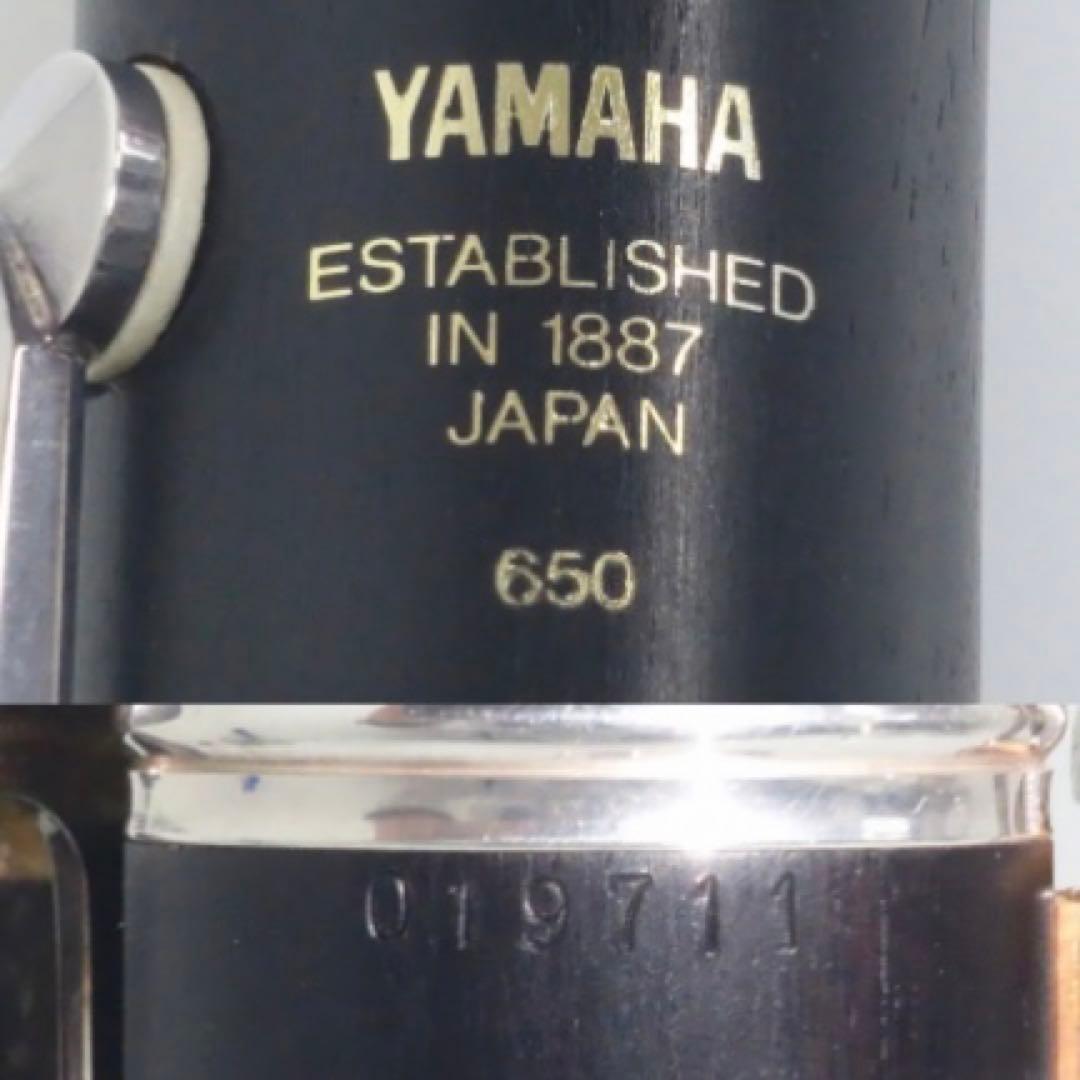 YAMAHA
ESTABLISHED
IN 1887
JAPAN
650
019711